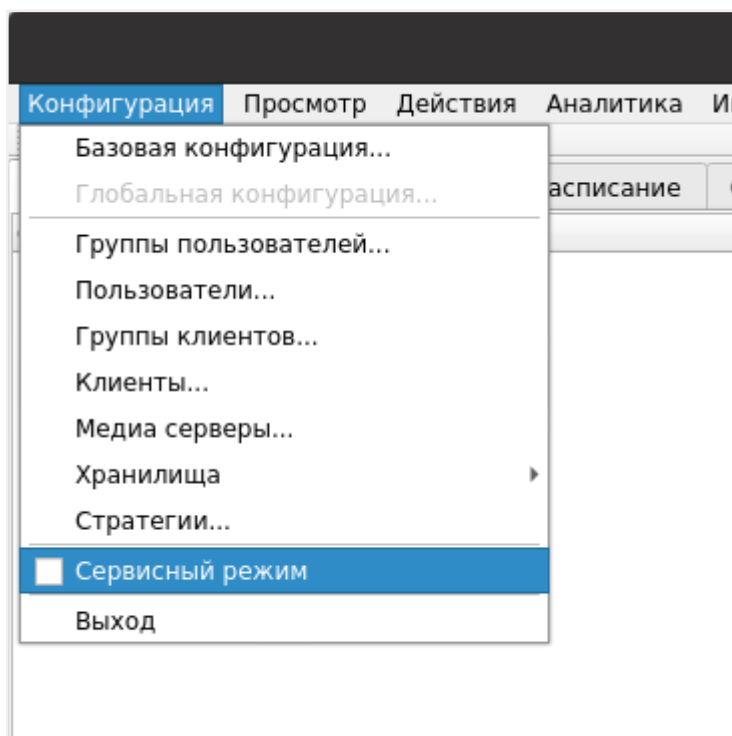 Конфигурация Просмотр Действия Аналитика
Базовая конфигурация...
Глобальная конфигурация...
асписание
Группы пользователей...
Пользователи...
Группы клиентов...
Клиенты...
Медиа серверы...
Хранилища
Стратегии...
Сервисный режим
Выход